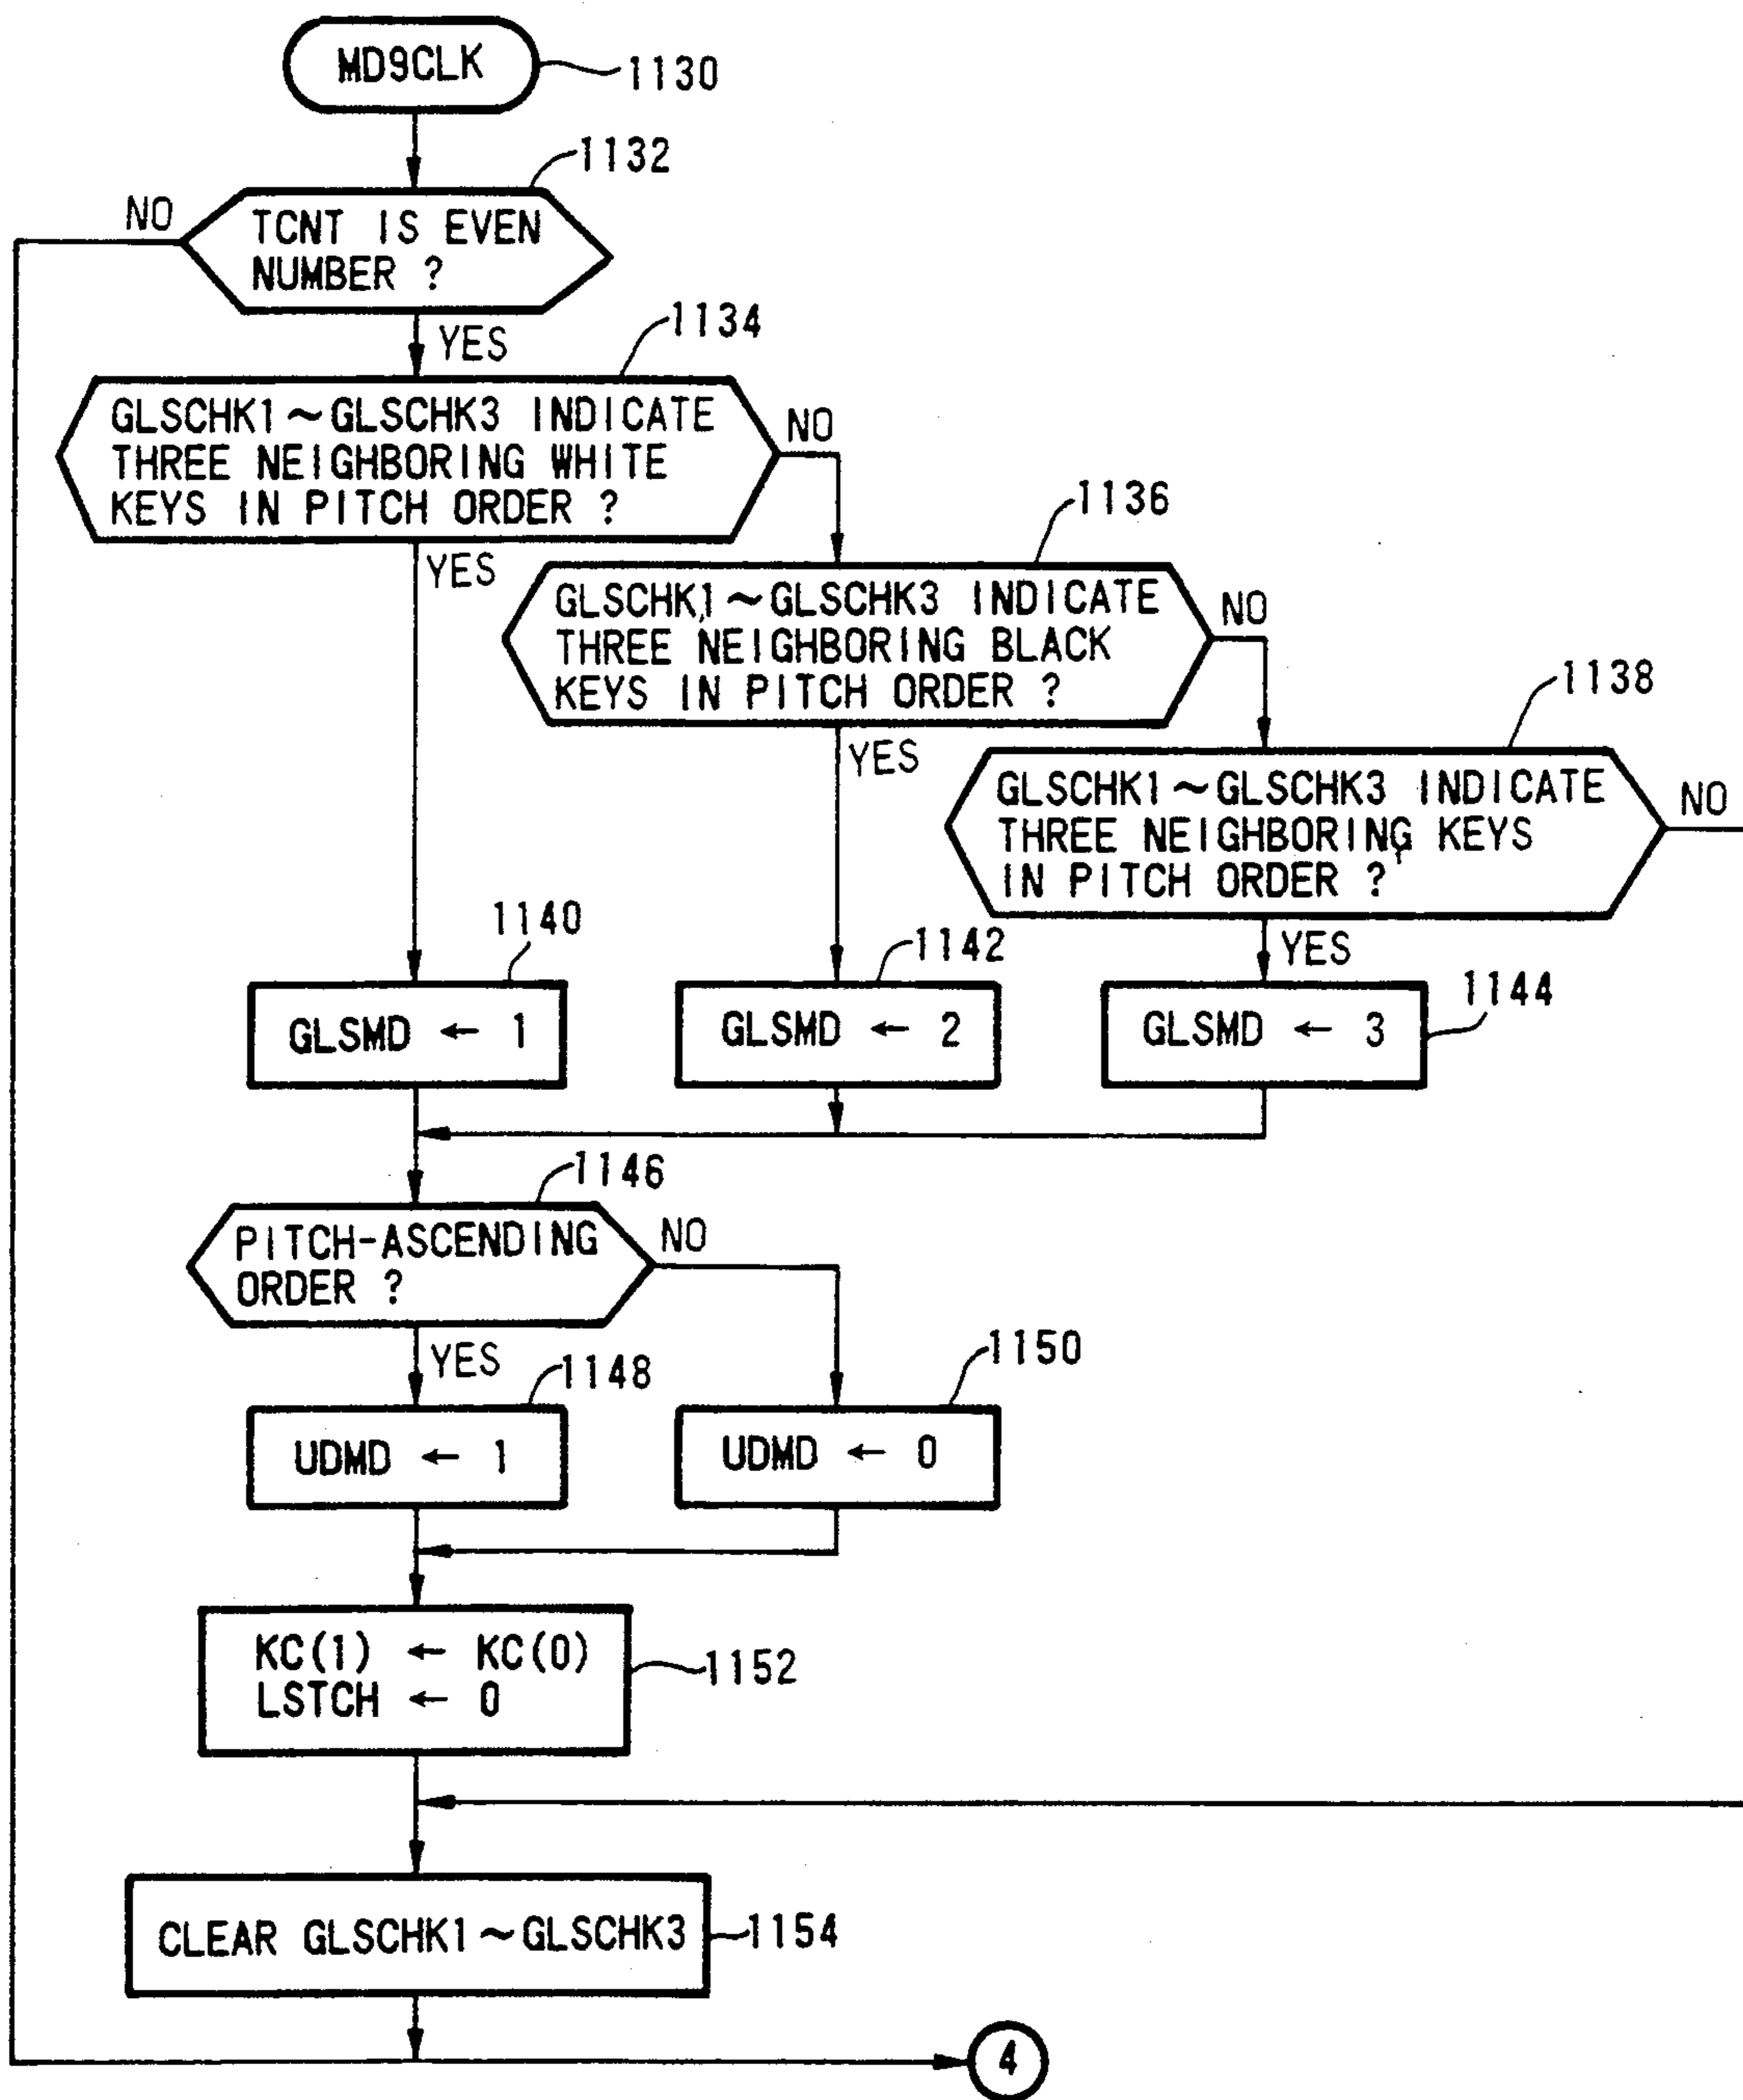 MD9CLK
1130
1132
NO
TCNT IS EVEN
NUMBER ?
YES
1134
GLSCHK1~GLSCHK3 INDICATE
THREE NEIGHBORING WHITE
KEYS IN PITCH ORDER ?
NO
YES
1136
GLSCHK1~GLSCHK3 INDICATE
THREE NEIGHBORING BLACK
KEYS IN PITCH ORDER ?
NO
YES
1138
GLSCHK1~GLSCHK3 INDICATE
THREE NEIGHBORING KEYS
IN PITCH ORDER ?
NO
YES
1140
GLSMD ← 1
1142
GLSMD ← 2
1144
GLSMD ← 3
1146
PITCH-ASCENDING
ORDER ?
NO
YES
1148
UDMD ← 1
1150
UDMD ← 0
KC(1) ← KC(0)
LSTCH ← 0
1152
CLEAR GLSCHK1~GLSCHK3
1154
4